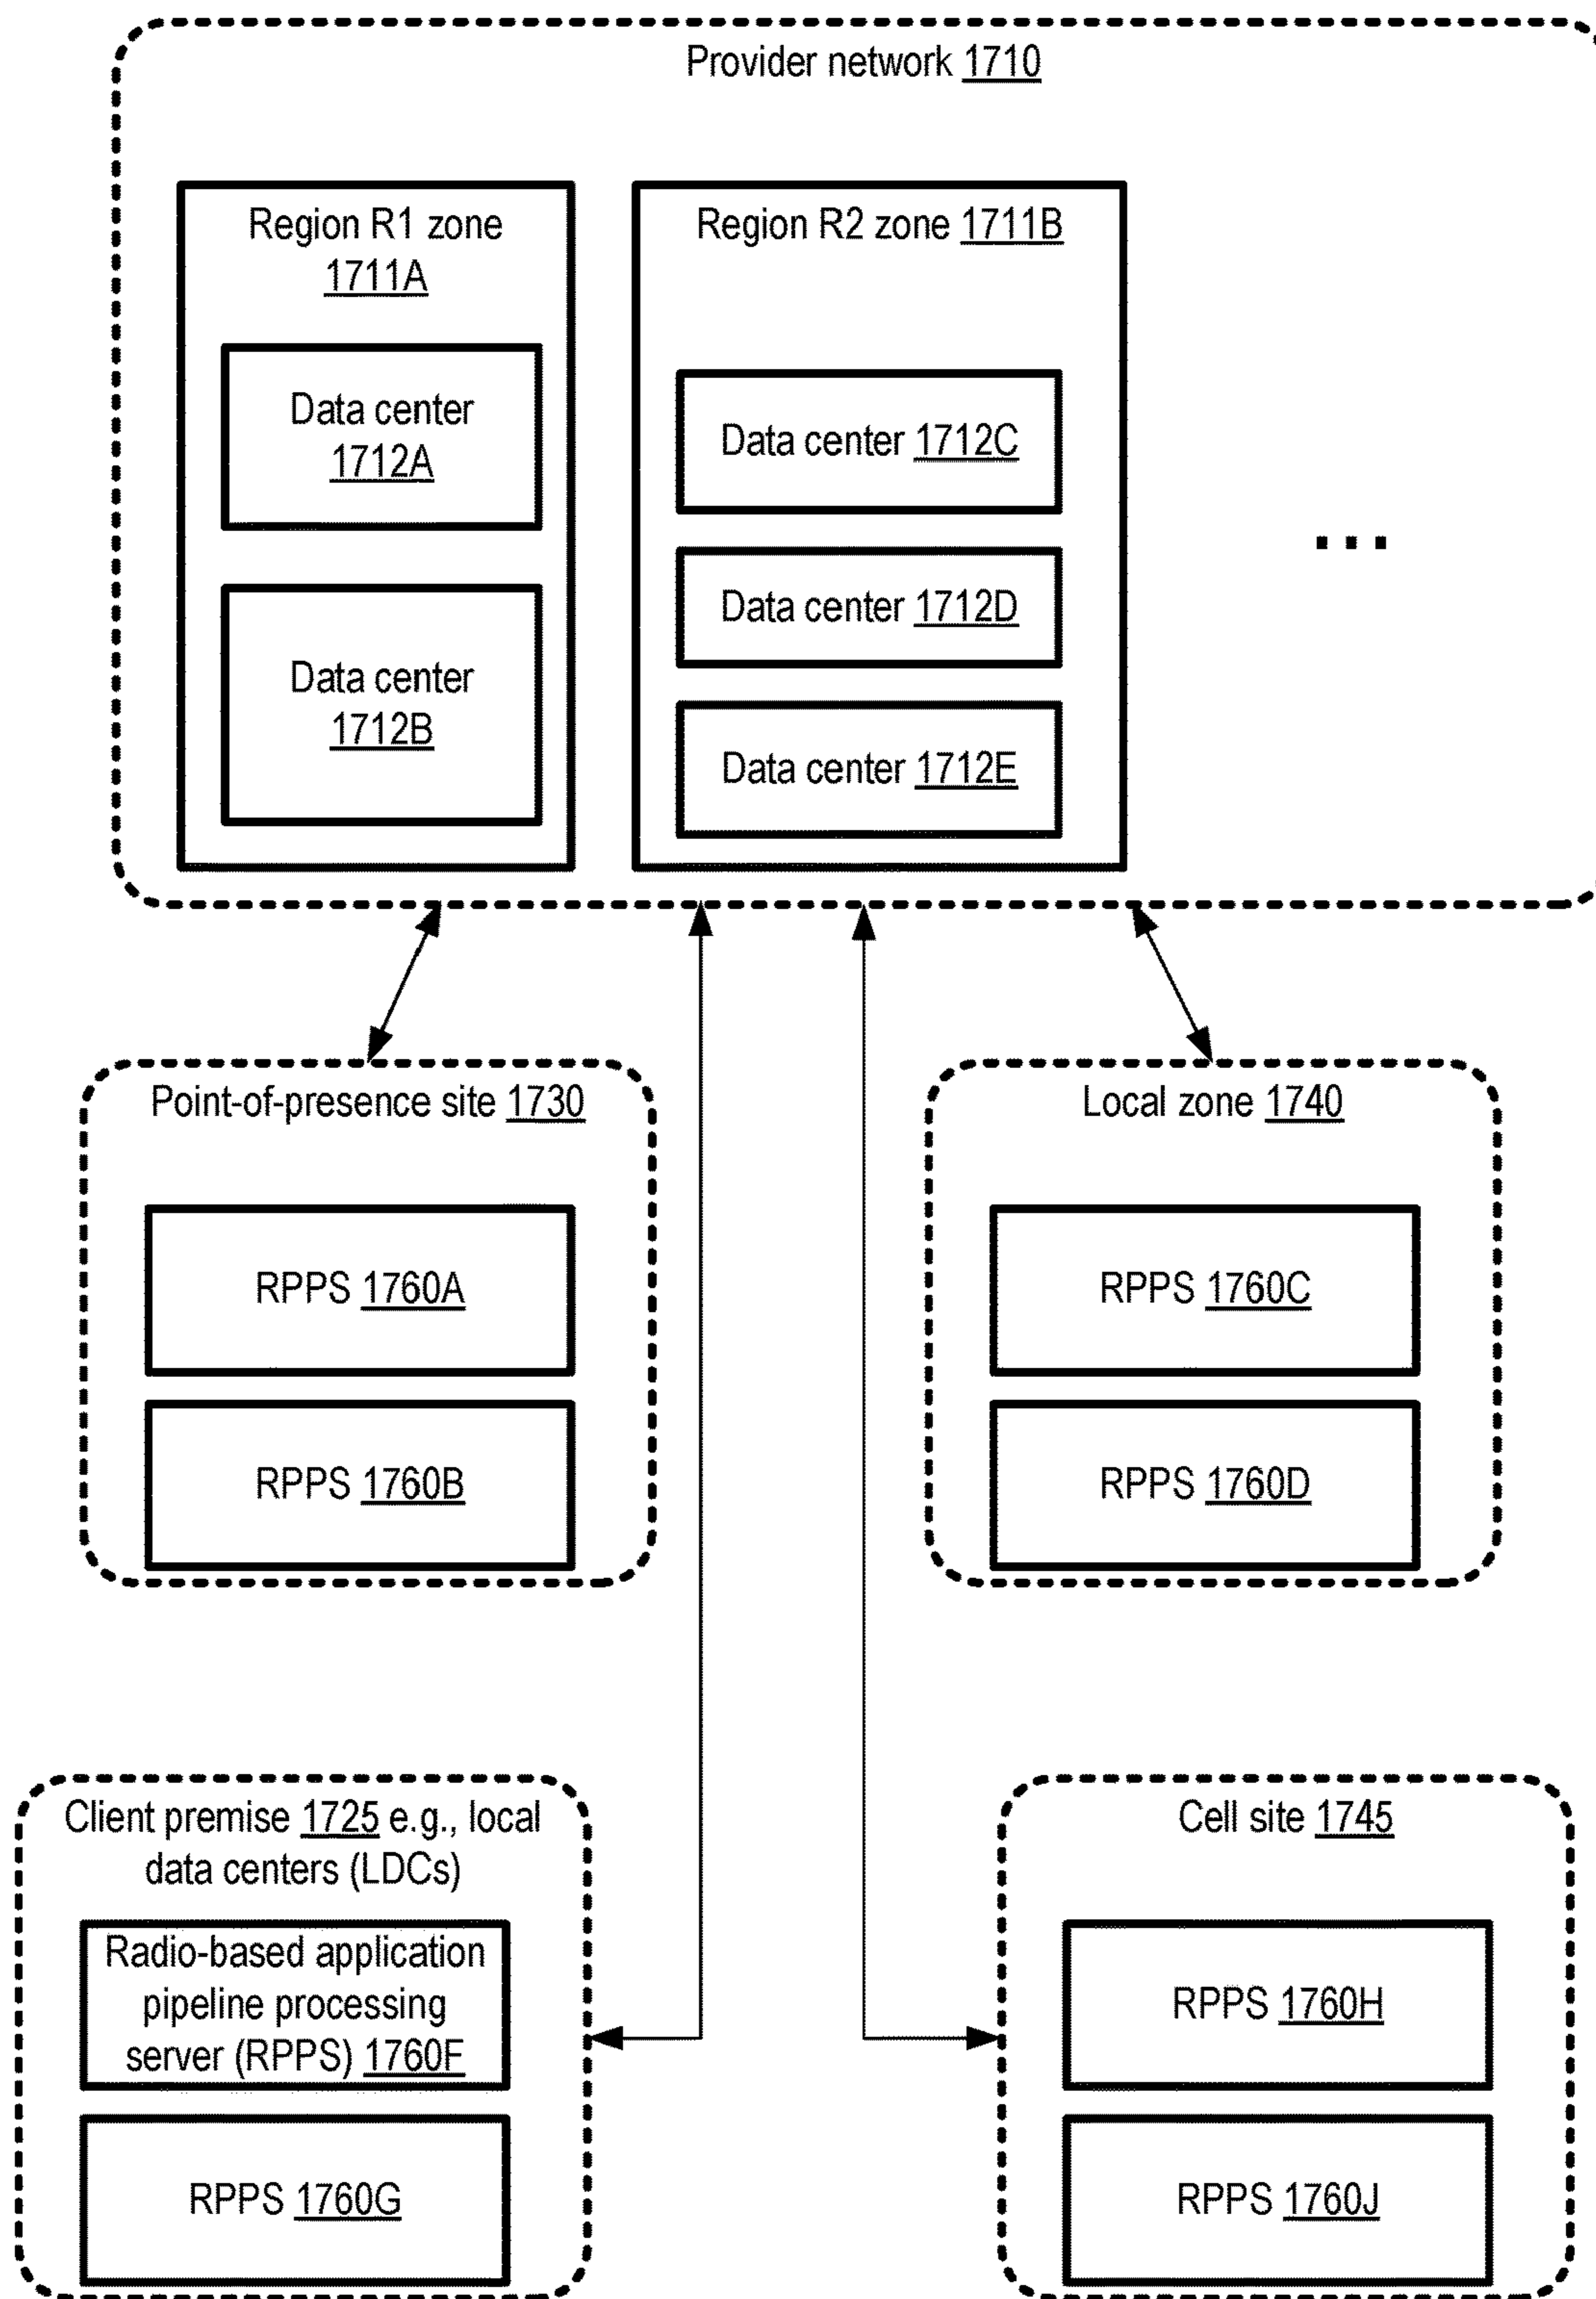 Provider network 1710
Region R1 zone
1711A
Data center
1712A
Data center
1712B
Region R2 zone 1711B
Data center 1712C
Data center 1712D
Data center 1712E
...
Point-of-presence site 1730
RPPS 1760A
RPPS 1760B
Local zone 1740
RPPS 1760C
RPPS 1760D
Client premise 1725 e.g., local
data centers (LDCs)
Radio-based application
pipeline processing
server (RPPS) 1760F
RPPS 1760G
Cell site 1745
RPPS 1760H
RPPS 1760J